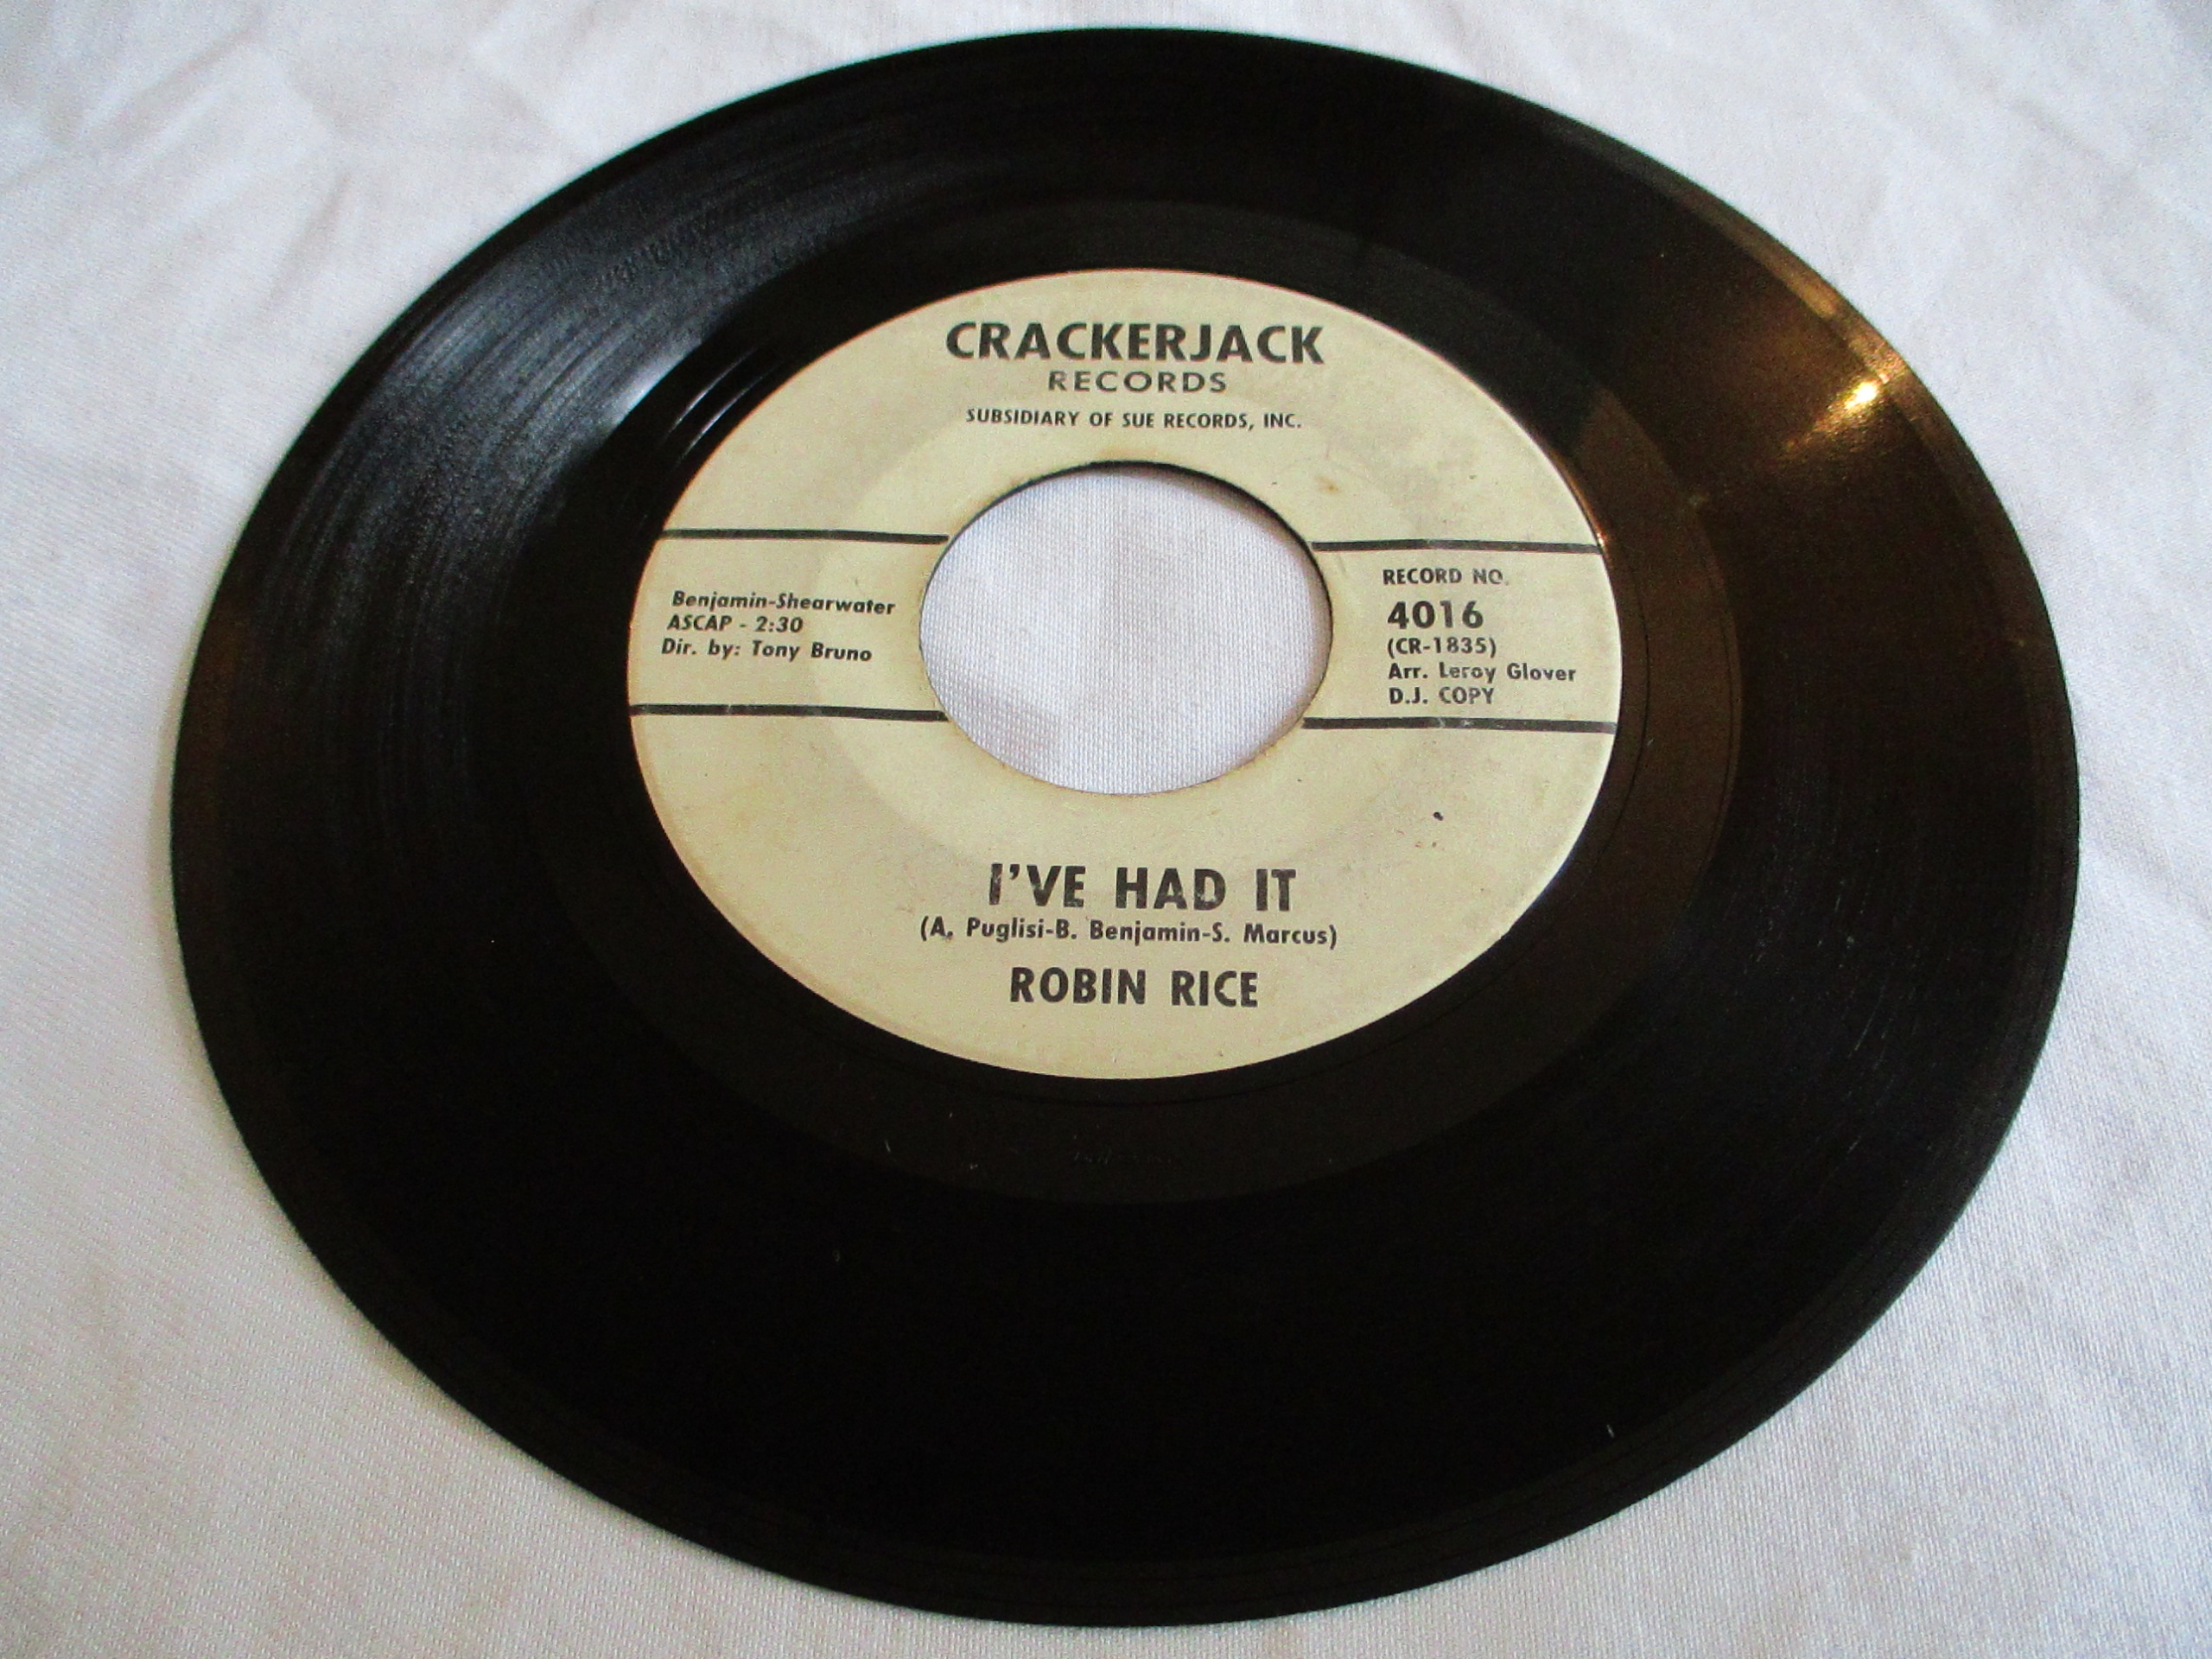 CRACKERJACK
RECORDS
SUBSIDIARY OF SUE RECORDS, INC.
Benjamin-Shearwater
ASCAP - 2:30
Dir. by: Tony Bruno
RECORD NO.
4016
(CR-1835)
Arr. Leroy Glover
D.J. COPY
I'VE HAD IT
(A. Puglisi-B. Benjamin-S. Marcus)
ROBIN RICE